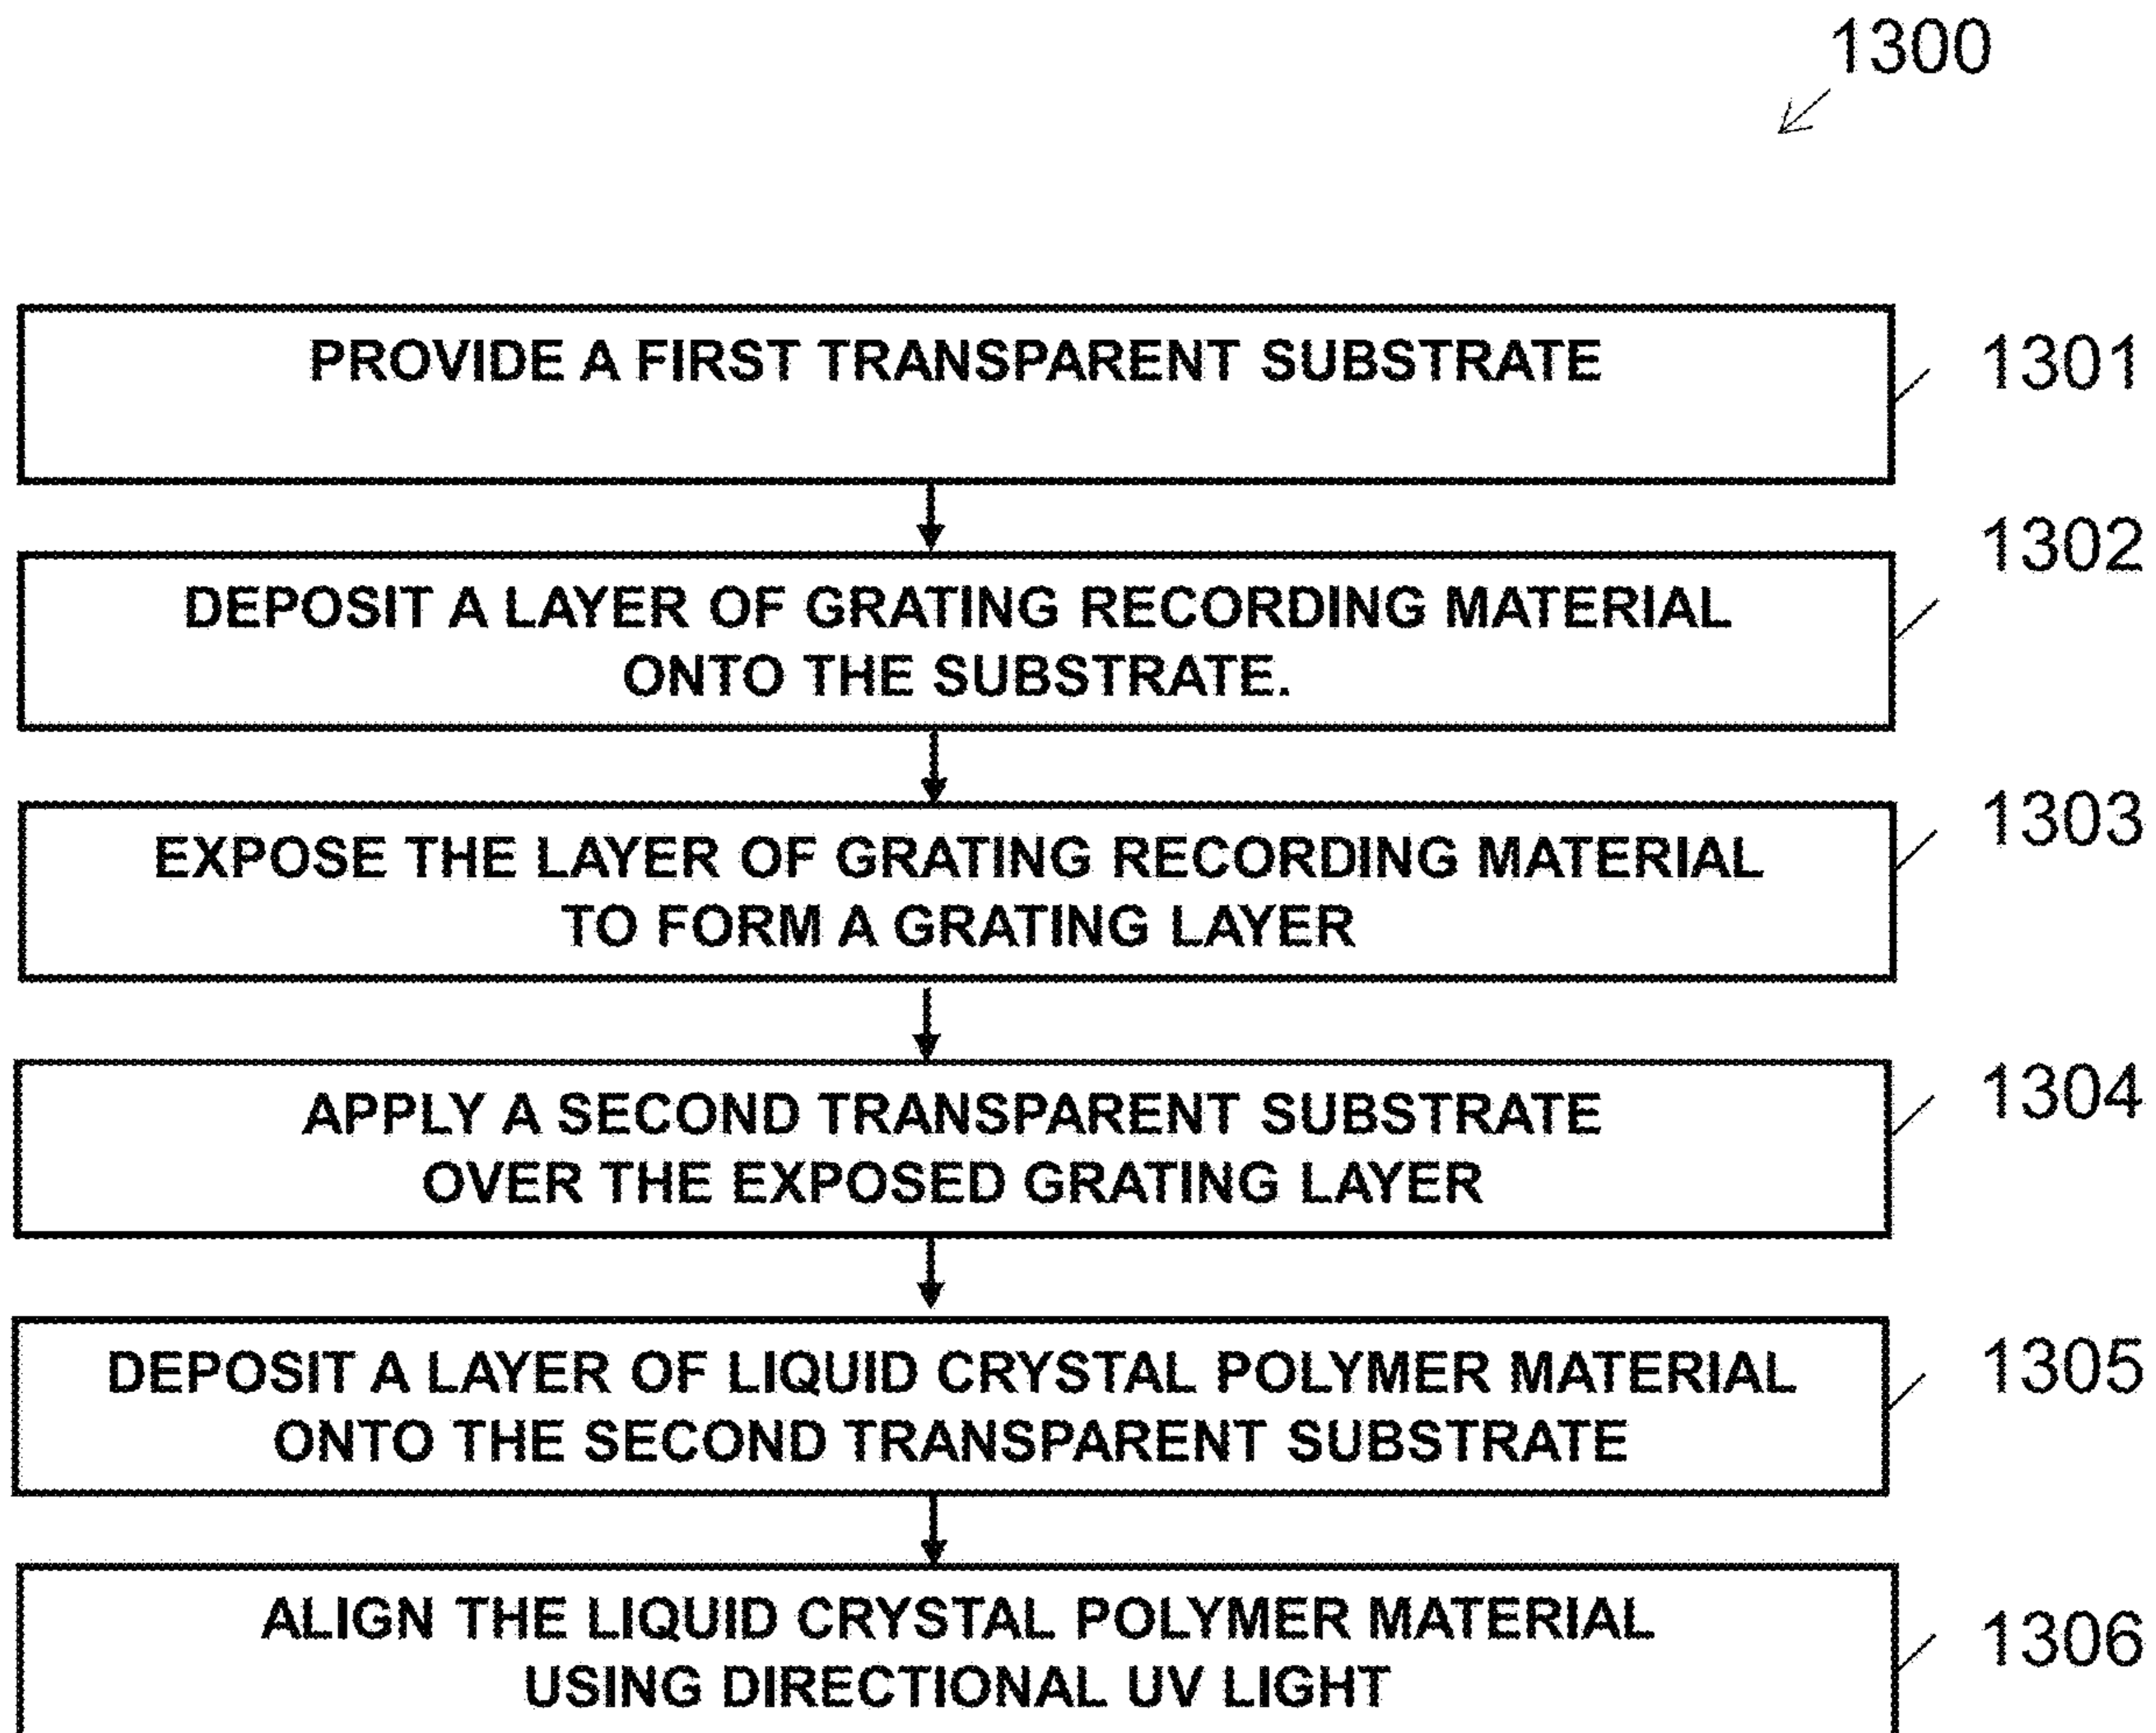 1300
PROVIDE A FIRST TRANSPARENT SUBSTRATE
1301
1302
DEPOSIT A LAYER OF GRATING RECORDING MATERIAL
ONTO THE SUBSTRATE.
1303
EXPOSE THE LAYER OF GRATING RECORDING MATERIAL
TO FORM A GRATING LAYER
1304
APPLY A SECOND TRANSPARENT SUBSTRATE
OVER THE EXPOSED GRATING LAYER
1305
DEPOSIT A LAYER OF LIQUID CRYSTAL POLYMER MATERIAL
ONTO THE SECOND TRANSPARENT SUBSTRATE
1306
ALIGN THE LIQUID CRYSTAL POLYMER MATERIAL
USING DIRECTIONAL UV LIGHT